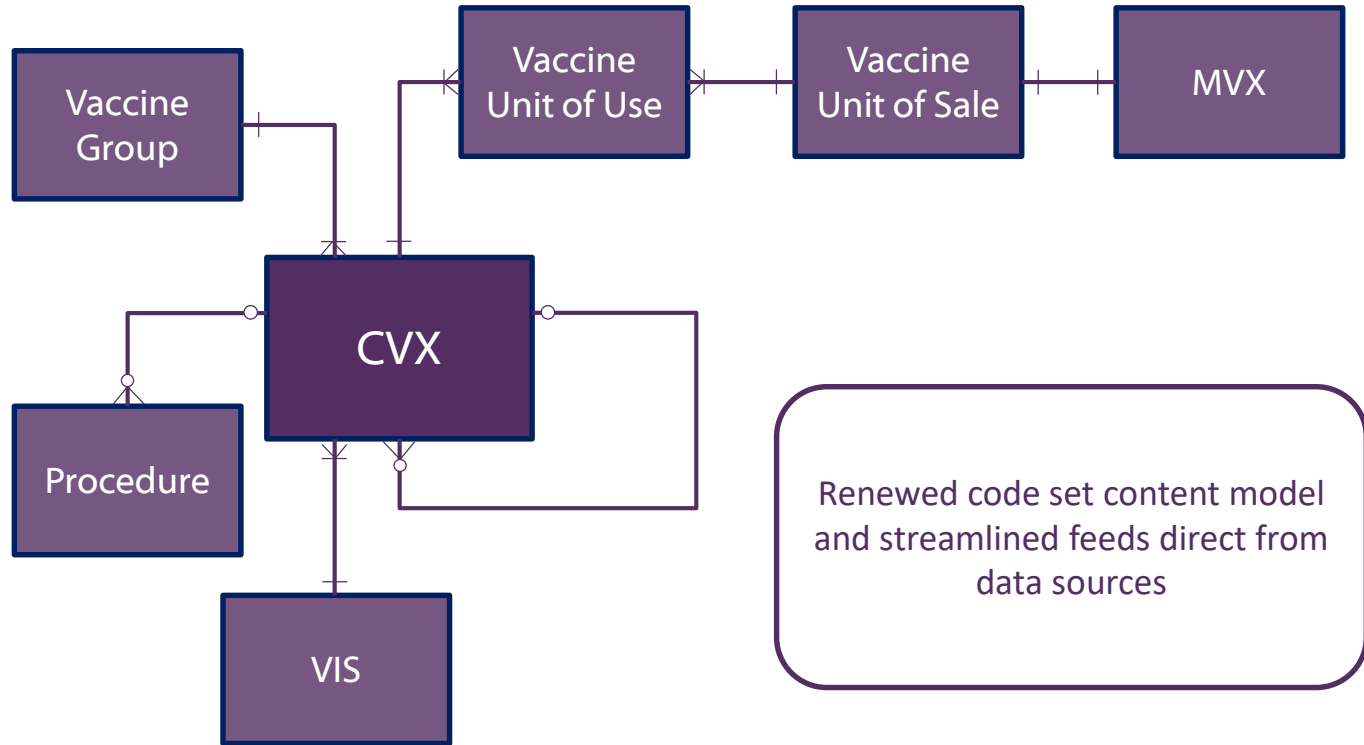 Vaccine
Group
Vaccine
Unit of Use
Vaccine
Unit of Sale
MVX
CVX
Procedure
VIS
Renewed code set content model
and streamlined feeds direct from
data sources